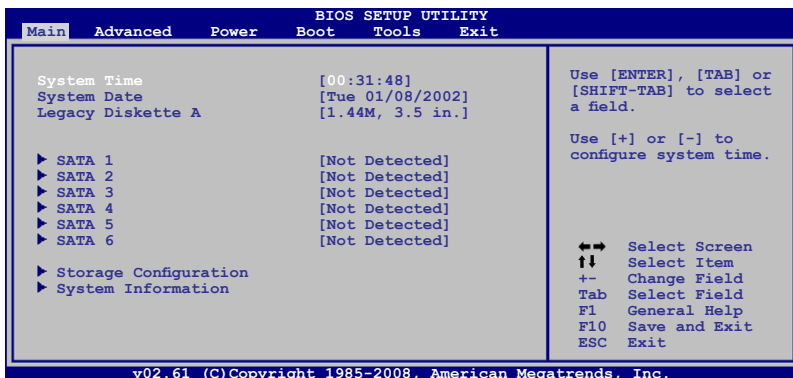 BIOS SETUP UTILITY
Main Advanced Power Boot Tools Exit
System Time [00:31:48]
System Date [Tue 01/08/2002]
Legacy Diskette A [1.44M, 3.5 in.]
SATA 1 [Not Detected]
SATA 2 [Not Detected]
SATA 3 [Not Detected]
SATA 4 [Not Detected]
SATA 5 [Not Detected]
SATA 6 [Not Detected]
Storage Configuration
System Information
Use [ENTER], [TAB] or
[SHIFT-TAB] to select
a field.
Use [+] or [-] to
configure system time.
←→ Select Screen
↑↓ Select Item
+- Change Field
Tab Select Field
F1 General Help
F10 Save and Exit
ESC Exit
v02.61 (C)Copyright 1985-2008, American Megatrends, Inc.